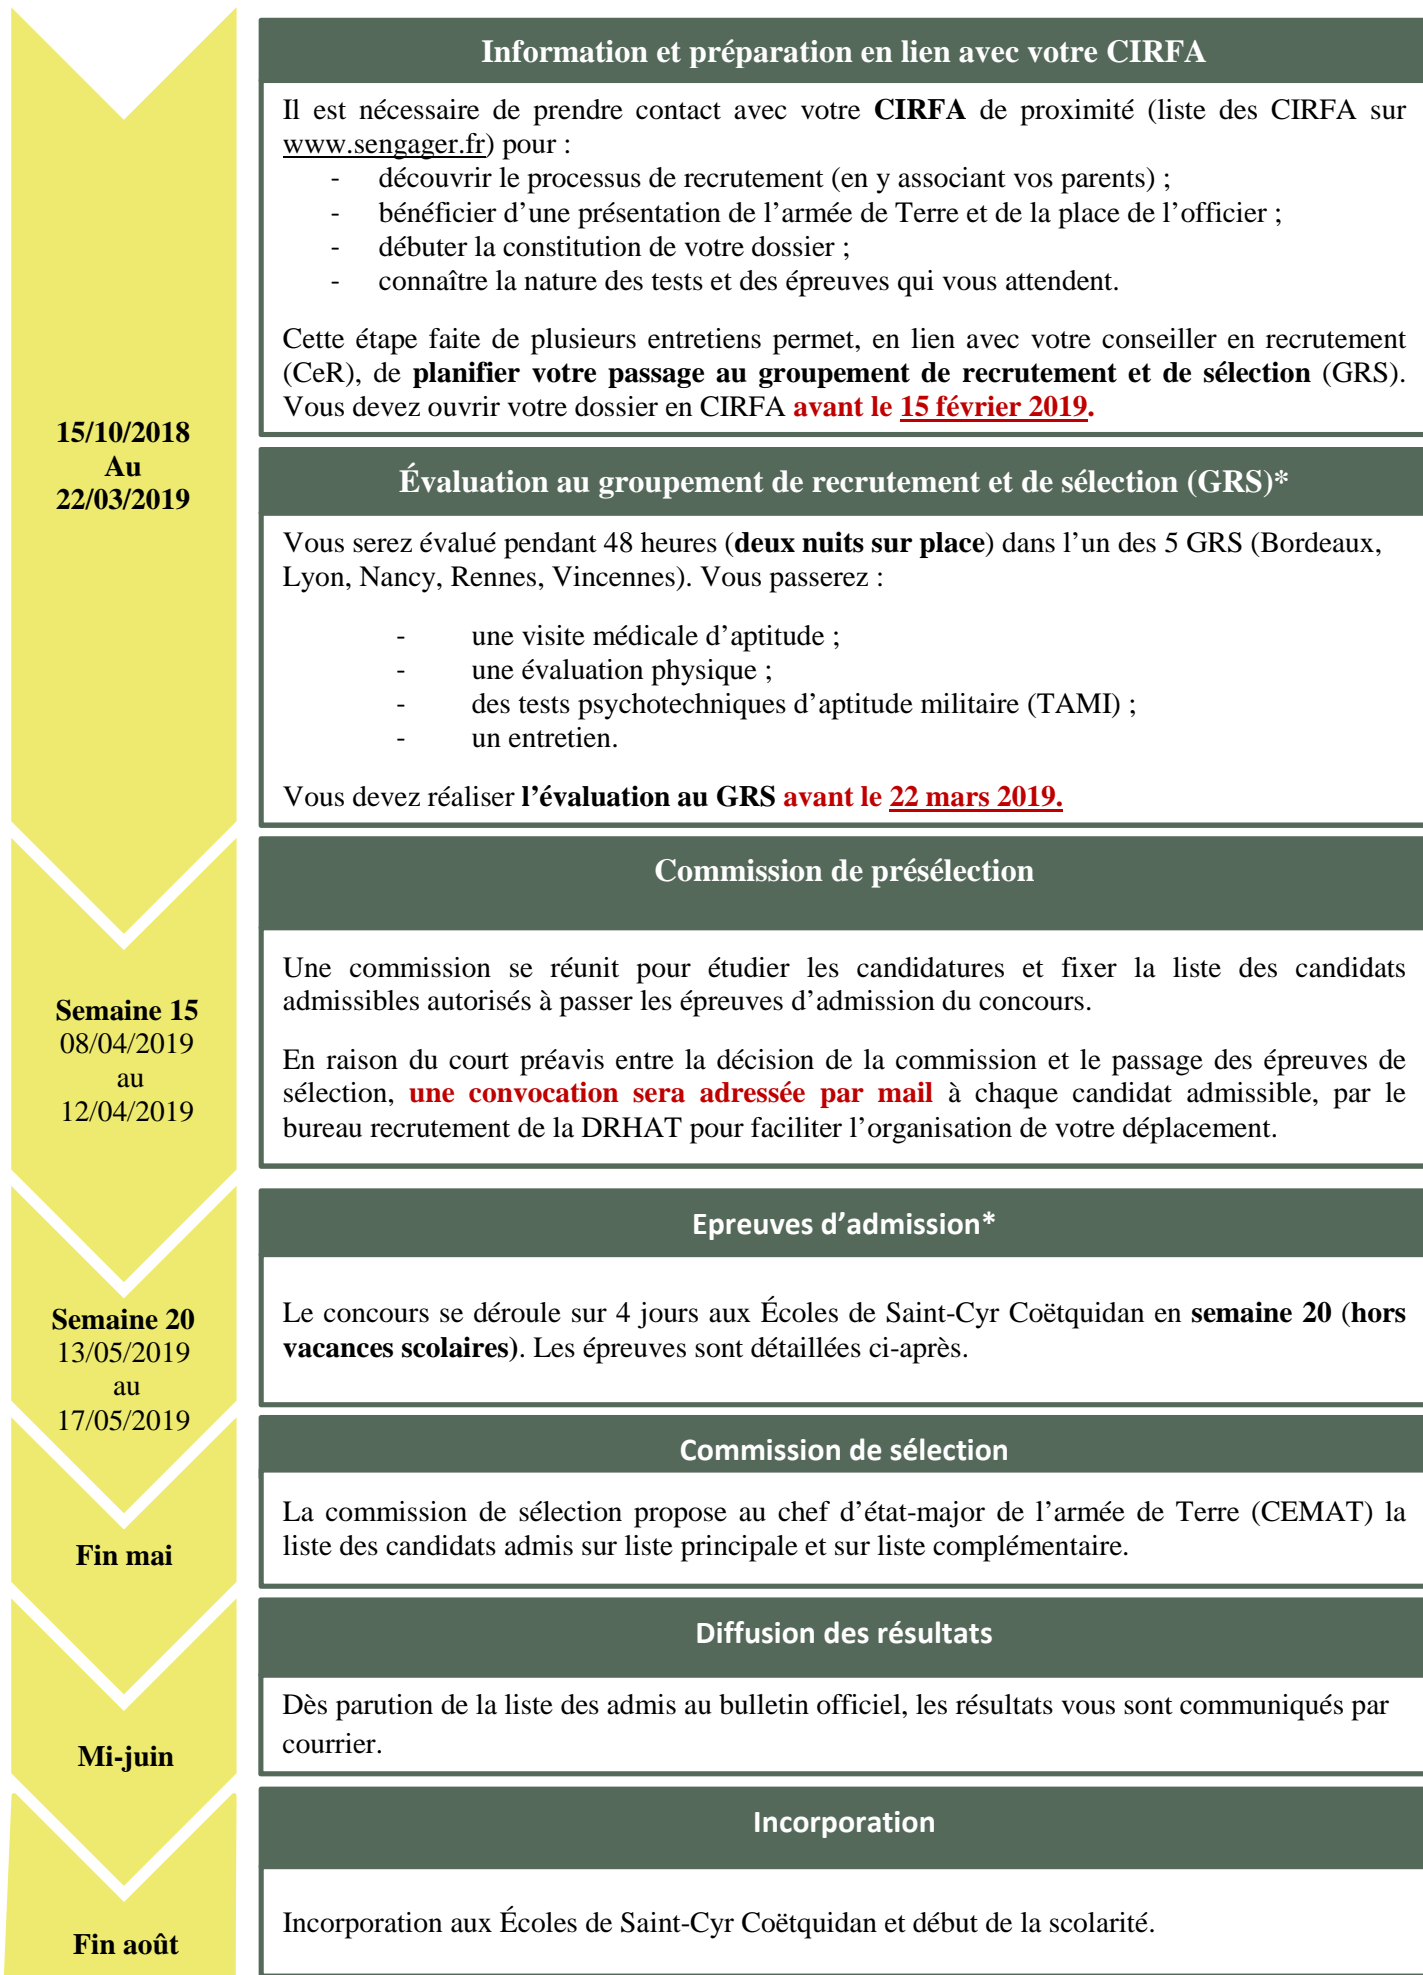 Information et préparation en lien avec votre CIRFA
Il est nécessaire de prendre contact avec votre CIRFA de proximité (liste des CIRFA sur
www.sengager.fr) pour :
- découvrir le processus de recrutement (en y associant vos parents) ;
- bénéficier d’une présentation de l’armée de Terre et de la place de l’officier ;
- débuter la constitution de votre dossier ;
- connaître la nature des tests et des épreuves qui vous attendent.
Cette étape faite de plusieurs entretiens permet, en lien avec votre conseiller en recrutement
(CeR), de planifier votre passage au groupement de recrutement et de sélection (GRS).
Vous devez ouvrir votre dossier en CIRFA avant le 15 février 2019.
15/10/2018
Au
22/03/2019
Évaluation au groupement de recrutement et de sélection (GRS)*
Vous serez évalué pendant 48 heures (deux nuits sur place) dans l’un des 5 GRS (Bordeaux,
Lyon, Nancy, Rennes, Vincennes). Vous passerez :
- une visite médicale d’aptitude ;
- une évaluation physique ;
- des tests psychotechniques d’aptitude militaire (TAMI) ;
- un entretien.
Vous devez réaliser l’évaluation au GRS avant le 22 mars 2019.
Commission de présélection
Semaine 15
08/04/2019
au
12/04/2019
Une commission se réunit pour étudier les candidatures et fixer la liste des candidats
admissibles autorisés à passer les épreuves d’admission du concours.
En raison du court préavis entre la décision de la commission et le passage des épreuves de
sélection, une convocation sera adressée par mail à chaque candidat admissible, par le
bureau recrutement de la DRHAT pour faciliter l’organisation de votre déplacement.
Epreuves d’admission*
Semaine 20
13/05/2019
au
17/05/2019
Le concours se déroule sur 4 jours aux Écoles de Saint-Cyr Coëtquidan en semaine 20 (hors
vacances scolaires). Les épreuves sont détaillées ci-après.
Commission de sélection
Fin mai
La commission de sélection propose au chef d’état-major de l’armée de Terre (CEMAT) la
liste des candidats admis sur liste principale et sur liste complémentaire.
Diffusion des résultats
Mi-juin
Dès parution de la liste des admis au bulletin officiel, les résultats vous sont communiqués par
courrier.
Incorporation
Fin août
Incorporation aux Écoles de Saint-Cyr Coëtquidan et début de la scolarité.